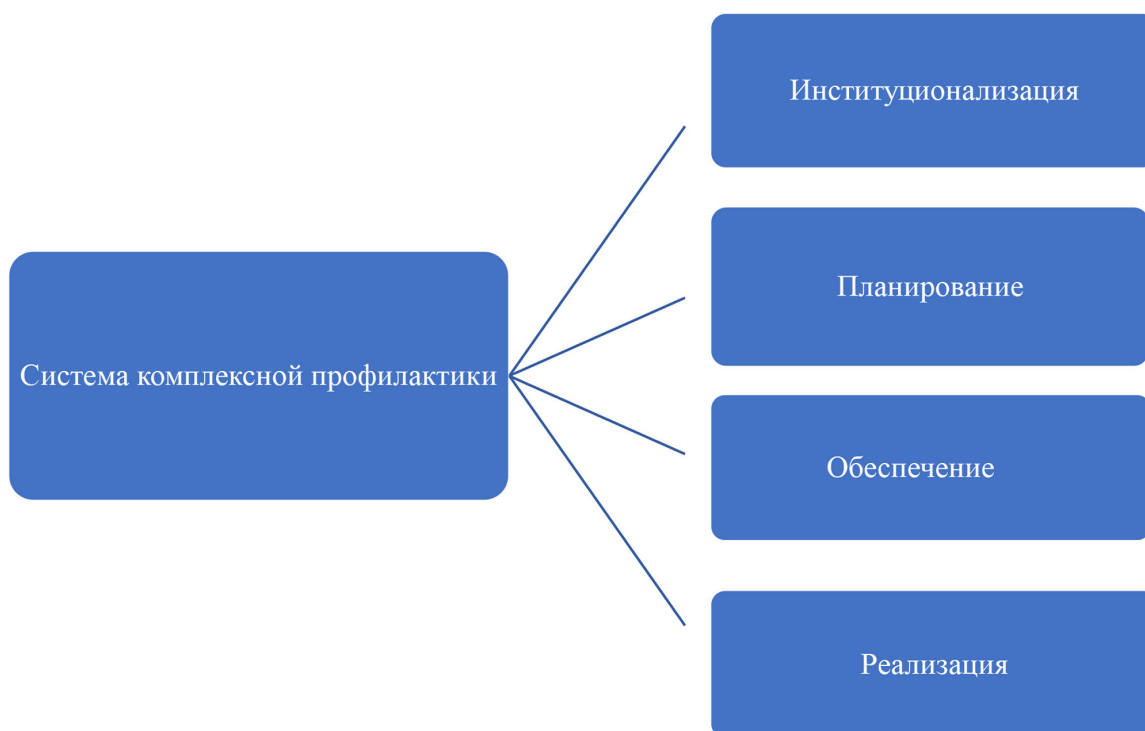 Институционализация
Планирование
Система комплексной профилактики
Обеспечение
Реализация